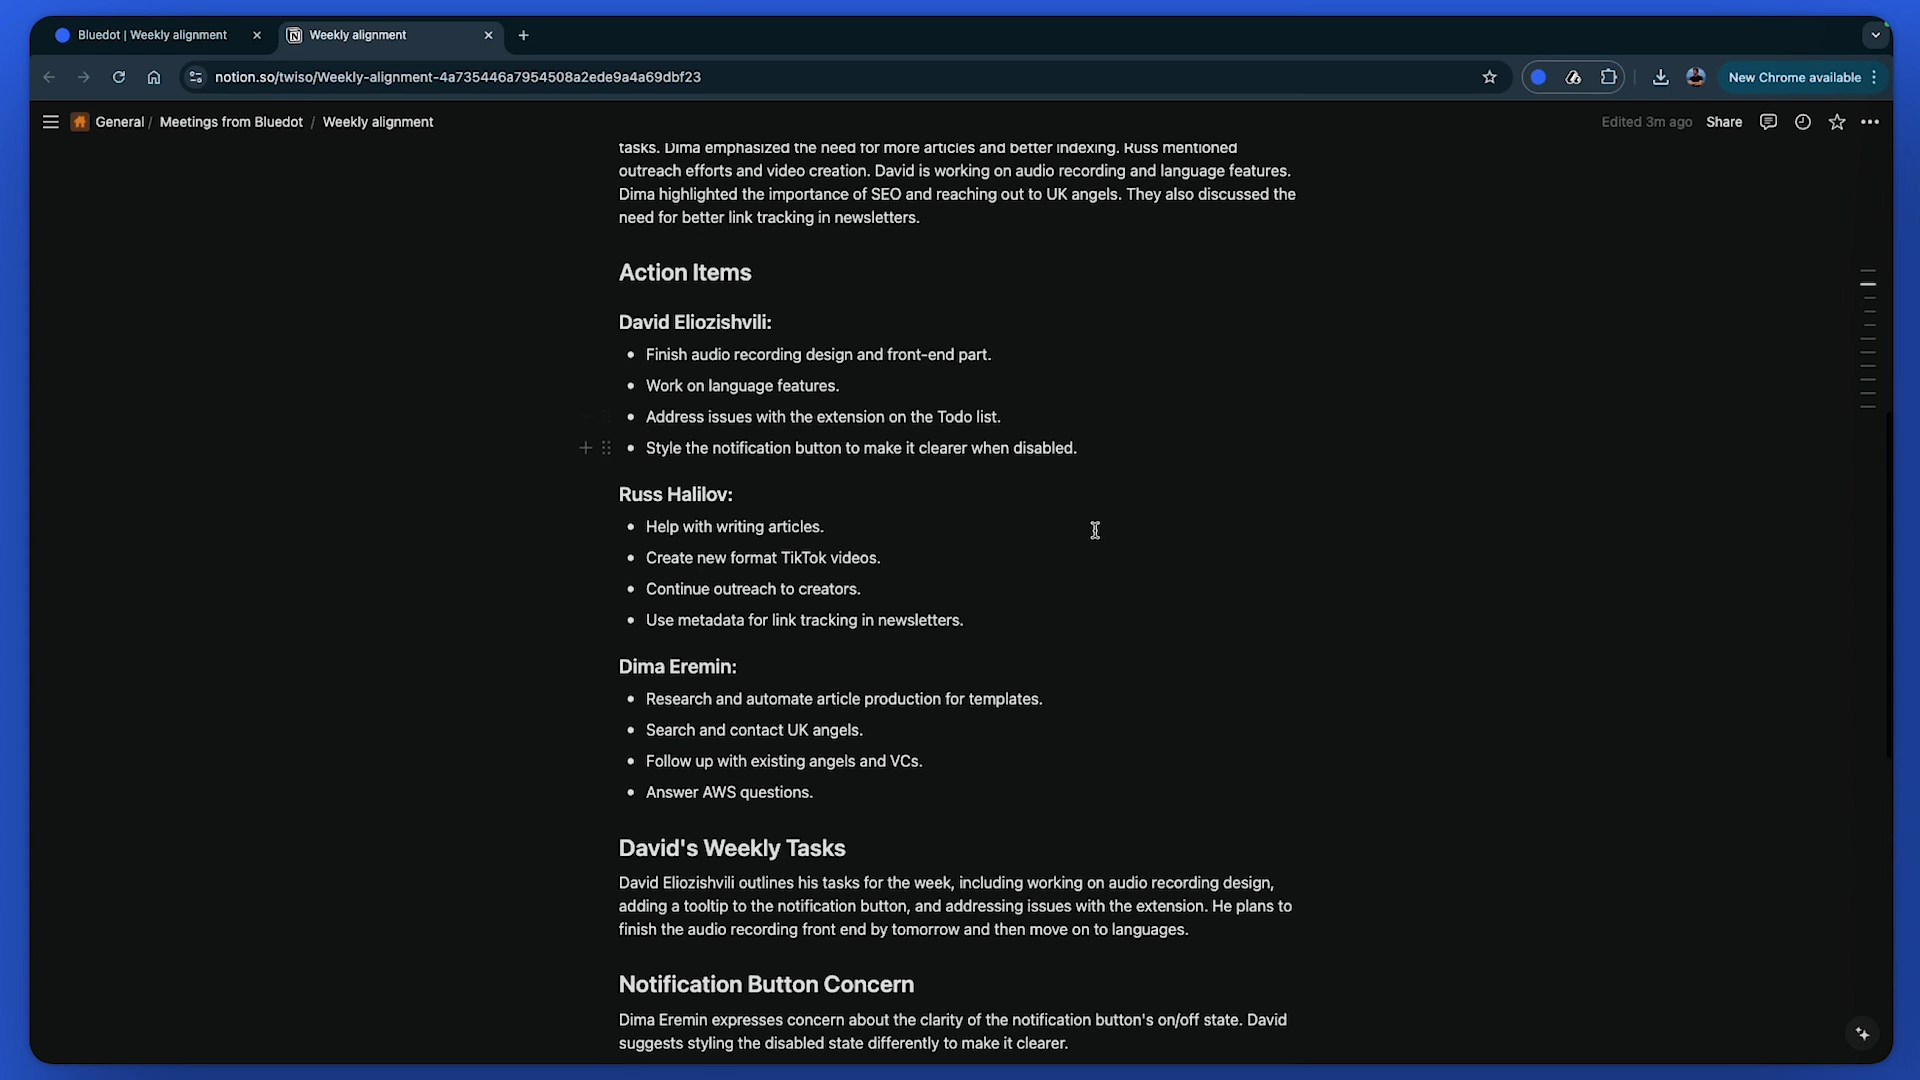 Bluedot | Weekly alignment
Weekly alignment
notion.so/twiso/Weekly-alignment-4a735446a7954508a2ede9a4a69dbf23
New Chrome available
General / Meetings from Bluedot / Weekly alignment
Edited 3m ago
Share
tasks. Dima emphasized the need for more articles and better indexing. Russ mentioned
outreach efforts and video creation. David is working on audio recording and language features.
Dima highlighted the importance of SEO and reaching out to UK angels. They also discussed the
need for better link tracking in newsletters.
Action Items
David Eliozishvili:
• Finish audio recording design and front-end part.
• Work on language features.
• Address issues with the extension on the Todo list.
• Style the notification button to make it clearer when disabled.
Russ Halilov:
• Help with writing articles.
• Create new format TikTok videos.
• Continue outreach to creators.
• Use metadata for link tracking in newsletters.
Dima Eremin:
• Research and automate article production for templates.
• Search and contact UK angels.
• Follow up with existing angels and VCs.
• Answer AWS questions.
David's Weekly Tasks
David Eliozishvili outlines his tasks for the week, including working on audio recording design,
adding a tooltip to the notification button, and addressing issues with the extension. He plans to
finish the audio recording front end by tomorrow and then move on to languages.
Notification Button Concern
Dima Eremin expresses concern about the clarity of the notification button's on/off state. David
suggests styling the disabled state differently to make it clearer.